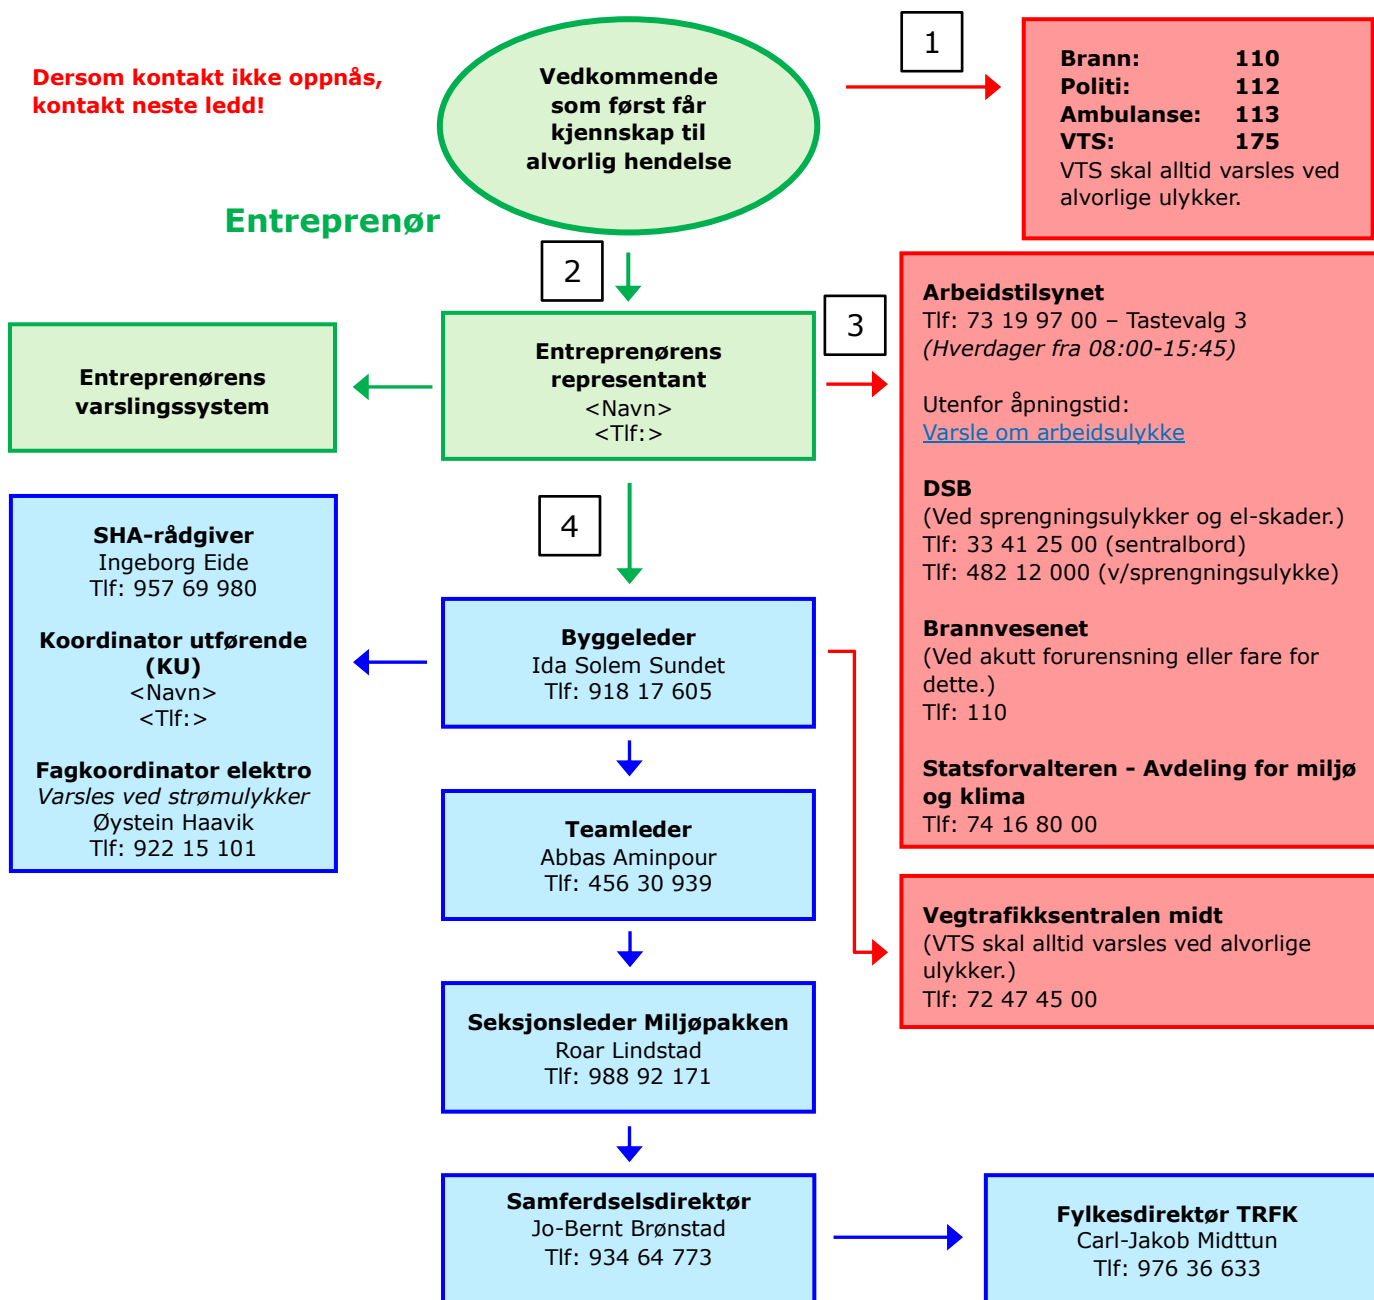 Dersom kontakt ikke oppnås,
kontakt neste ledd!
Vedkommende
som først får
kjennskap til
alvorlig hendelse
1
Brann: 110
Politi: 112
Ambulanse: 113
VTS: 175
VTS skal alltid varsles ved
alvorlige ulykker.
Entreprenør
2
Entreprenørens
varslingssystem
Entreprenørens
representant
<Navn>
<Tlf:>
3
Arbeidstilsynet
Tlf: 73 19 97 00 – Tastevalg 3
(Hverdager fra 08:00-15:45)
Utenfor åpningstid:
Varsle om arbeidsulykke
DSB
(Ved sprengningsulykker og el-skader.)
Tlf: 33 41 25 00 (sentralbord)
Tlf: 482 12 000 (v/sprengningsulykke)
Brannvesenet
(Ved akutt forurensning eller fare for
dette.)
Tlf: 110
Statsforvalteren - Avdeling for miljø
og klima
Tlf: 74 16 80 00
4
SHA-rådgiver
Ingeborg Eide
Tlf: 957 69 980
Koordinator utførende
(KU)
<Navn>
<Tlf:>
Fagkoordinator elektro
Varsles ved strømulykker
Øystein Haavik
Tlf: 922 15 101
Byggeleder
Ida Solem Sundet
Tlf: 918 17 605
Teamleder
Abbas Aminpour
Tlf: 456 30 939
Vegtrafikksentralen midt
(VTS skal alltid varsles ved alvorlige
ulykker.)
Tlf: 72 47 45 00
Seksjonsleder Miljøpakken
Roar Lindstad
Tlf: 988 92 171
Samferdselsdirektør
Jo-Bernt Brønstad
Tlf: 934 64 773
Fylkesdirektør TRFK
Carl-Jakob Midttun
Tlf: 976 36 633